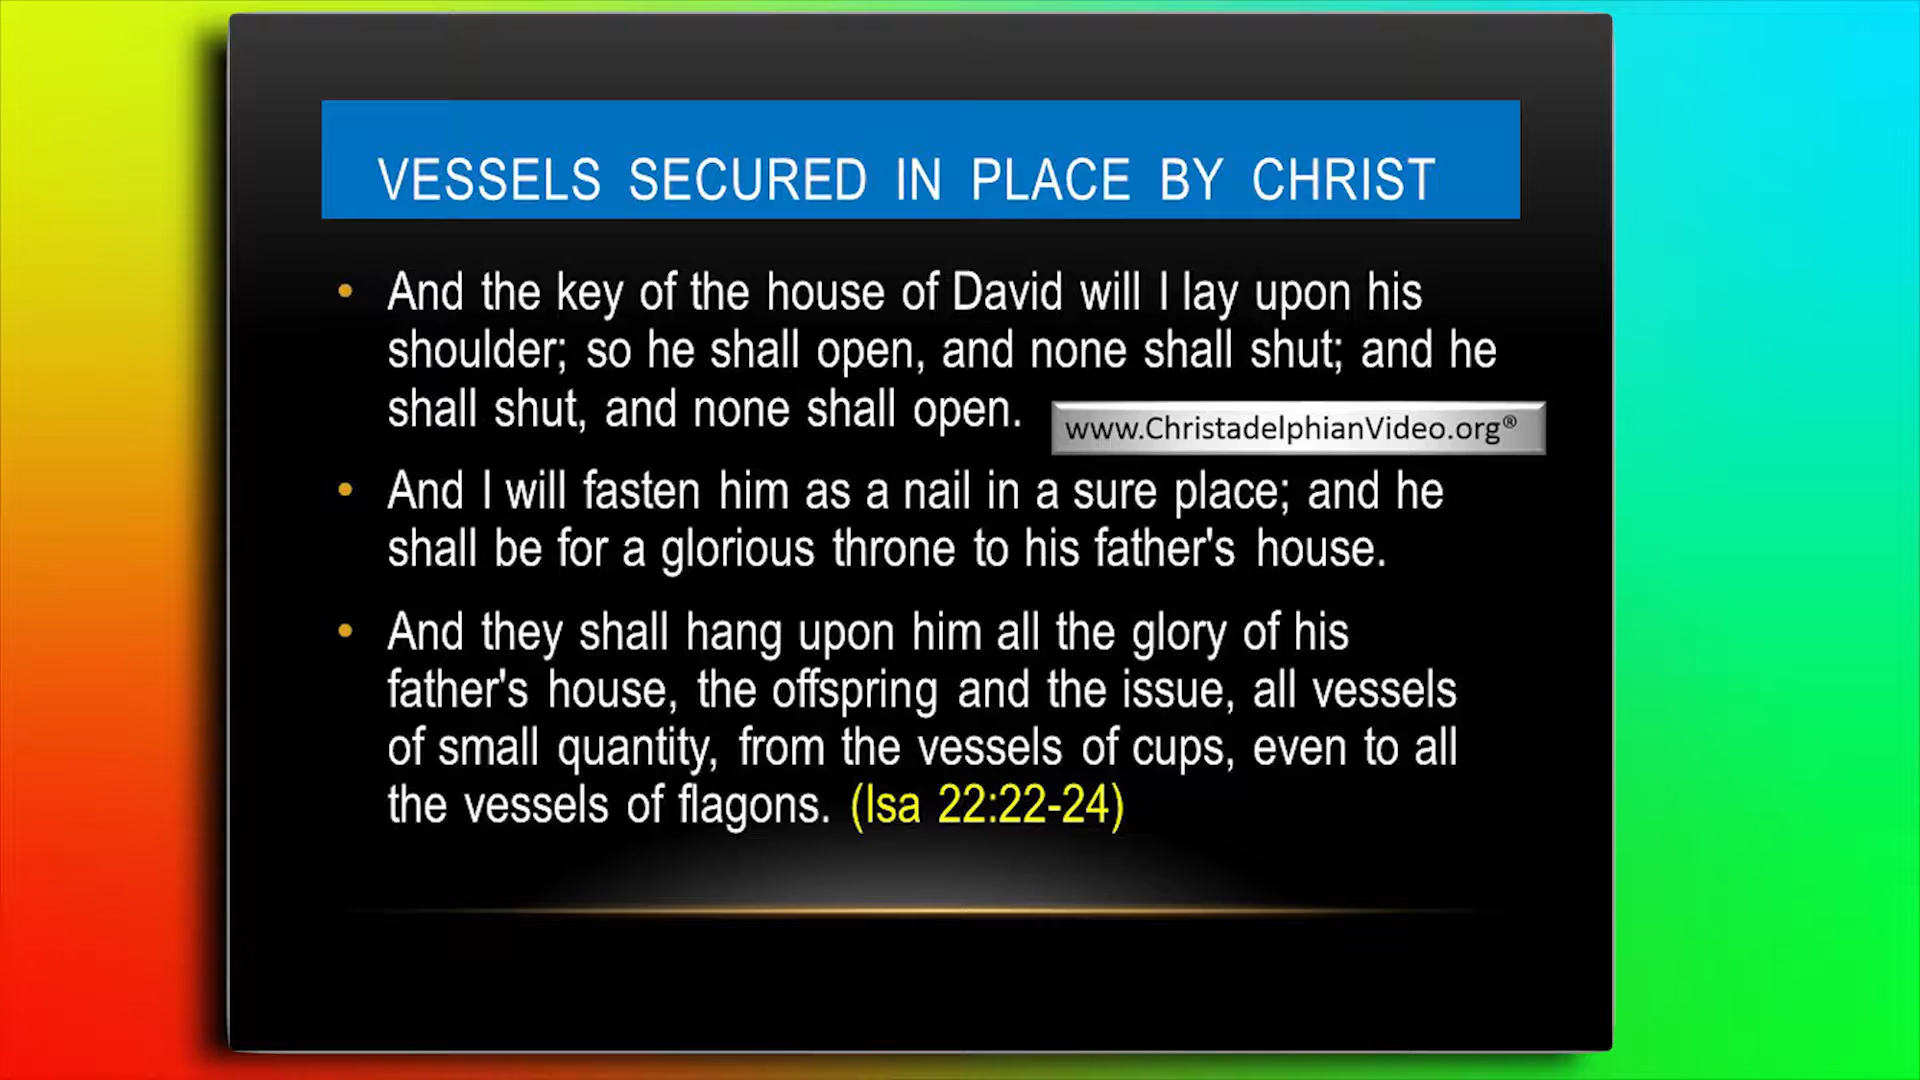 VESSELS SECURED IN PLACE BY CHRIST
• And the key of the house of David will I lay upon his
shoulder; so he shall open, and none shall shut; and he
shall shut, and none shall open.
www.ChristadelphianVideo.org®
• And I will fasten him as a nail in a sure place; and he
shall be for a glorious throne to his father's house.
• And they shall hang upon him all the glory of his
father's house, the offspring and the issue, all vessels
of small quantity, from the vessels of cups, even to all
the vessels of flagons. (Isa 22:22-24)